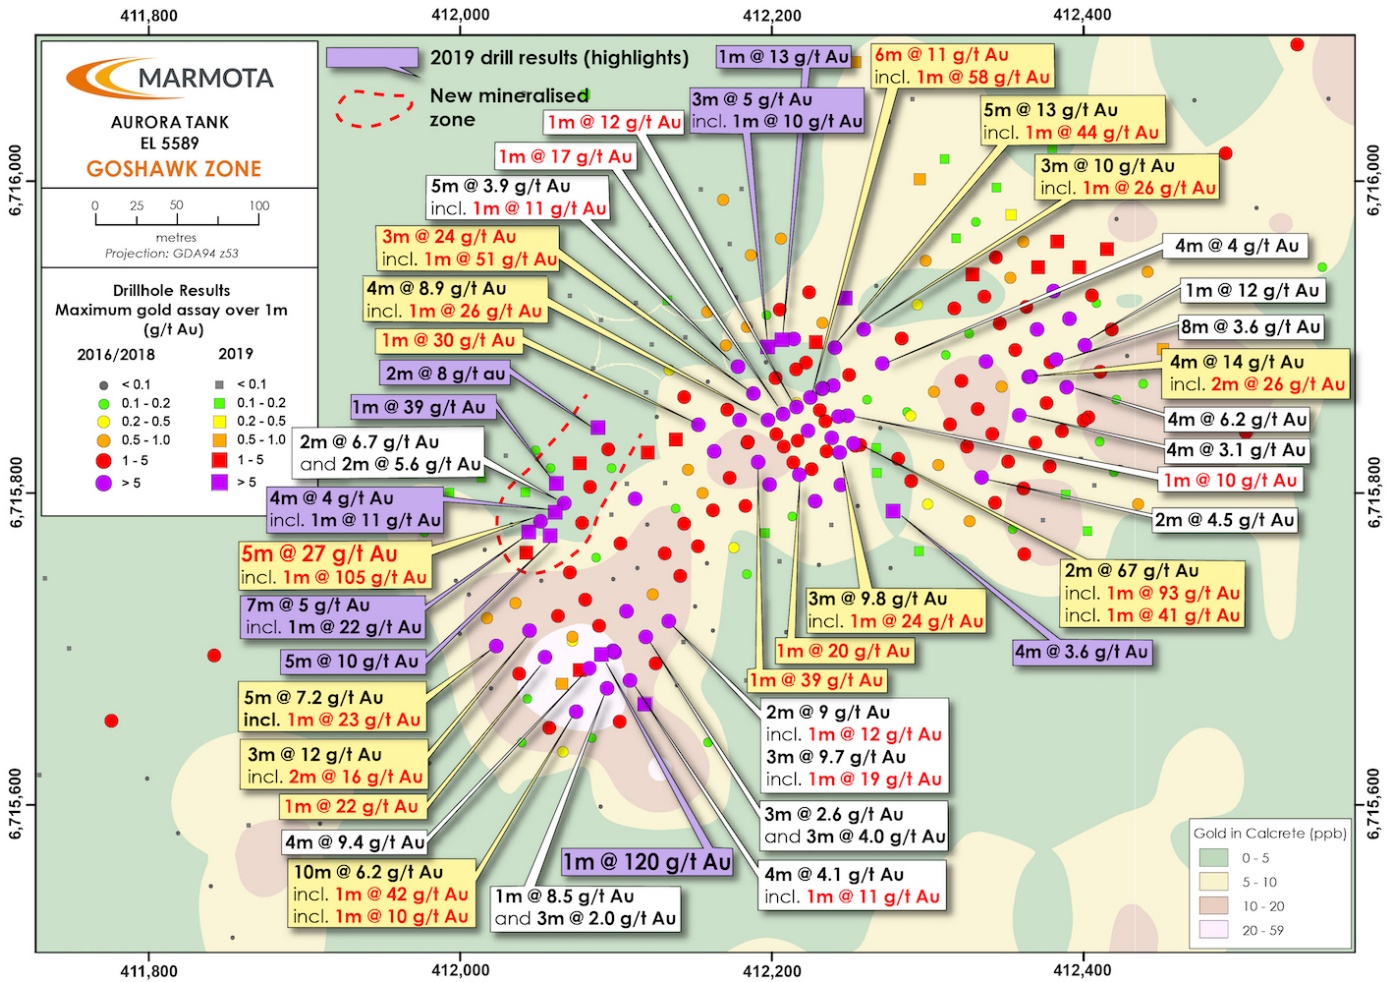 411,800
412,000
412,200
412,400
6,716,000
6,715,800
6,715,600
6,716,000
6,715,800
6,715,600
MARMOTA
AURORA TANK
EL 5589
GOSHAWK ZONE
0 25 50 100
metres
Projection: GDA94 z53
Drillhole Results
Maximum gold assay over 1m
(g/t Au)
2016/2018 2019
< 0.1 < 0.1
0.1 - 0.2 0.1 - 0.2
0.2 - 0.5 0.2 - 0.5
0.5 - 1.0 0.5 - 1.0
1 - 5 1 - 5
> 5 > 5
2019 drill results (highlights)
New mineralised
zone
1m @ 13 g/t Au
3m @ 5 g/t Au
incl. 1m @ 10 g/t Au
6m @ 11 g/t Au
incl. 1m @ 58 g/t Au
5m @ 13 g/t Au
incl. 1m @ 44 g/t Au
3m @ 10 g/t Au
incl. 1m @ 26 g/t Au
1m @ 12 g/t Au
1m @ 17 g/t Au
5m @ 3.9 g/t Au
incl. 1m @ 11 g/t Au
3m @ 24 g/t Au
incl. 1m @ 51 g/t Au
4m @ 8.9 g/t Au
incl. 1m @ 26 g/t Au
1m @ 30 g/t Au
2m @ 8 g/t au
1m @ 39 g/t Au
2m @ 6.7 g/t Au
and 2m @ 5.6 g/t Au
4m @ 4 g/t Au
incl. 1m @ 11 g/t Au
5m @ 27 g/t Au
incl. 1m @ 105 g/t Au
7m @ 5 g/t Au
incl. 1m @ 22 g/t Au
5m @ 10 g/t Au
5m @ 7.2 g/t Au
incl. 1m @ 23 g/t Au
3m @ 12 g/t Au
incl. 2m @ 16 g/t Au
1m @ 22 g/t Au
4m @ 9.4 g/t Au
10m @ 6.2 g/t Au
incl. 1m @ 42 g/t Au
incl. 1m @ 10 g/t Au
1m @ 8.5 g/t Au
and 3m @ 2.0 g/t Au
1m @ 120 g/t Au
4m @ 4 g/t Au
1m @ 12 g/t Au
8m @ 3.6 g/t Au
4m @ 14 g/t Au
incl. 2m @ 26 g/t Au
4m @ 6.2 g/t Au
4m @ 3.1 g/t Au
1m @ 10 g/t Au
2m @ 4.5 g/t Au
2m @ 67 g/t Au
incl. 1m @ 93 g/t Au
incl. 1m @ 41 g/t Au
4m @ 3.6 g/t Au
3m @ 9.8 g/t Au
incl. 1m @ 24 g/t Au
1m @ 20 g/t Au
1m @ 39 g/t Au
2m @ 9 g/t Au
incl. 1m @ 12 g/t Au
3m @ 9.7 g/t Au
incl. 1m @ 19 g/t Au
3m @ 2.6 g/t Au
and 3m @ 4.0 g/t Au
4m @ 4.1 g/t Au
incl. 1m @ 11 g/t Au
Gold in Calcrete (ppb)
0 - 5
5 - 10
10 - 20
20 - 59
411,800
412,000
412,200
412,400